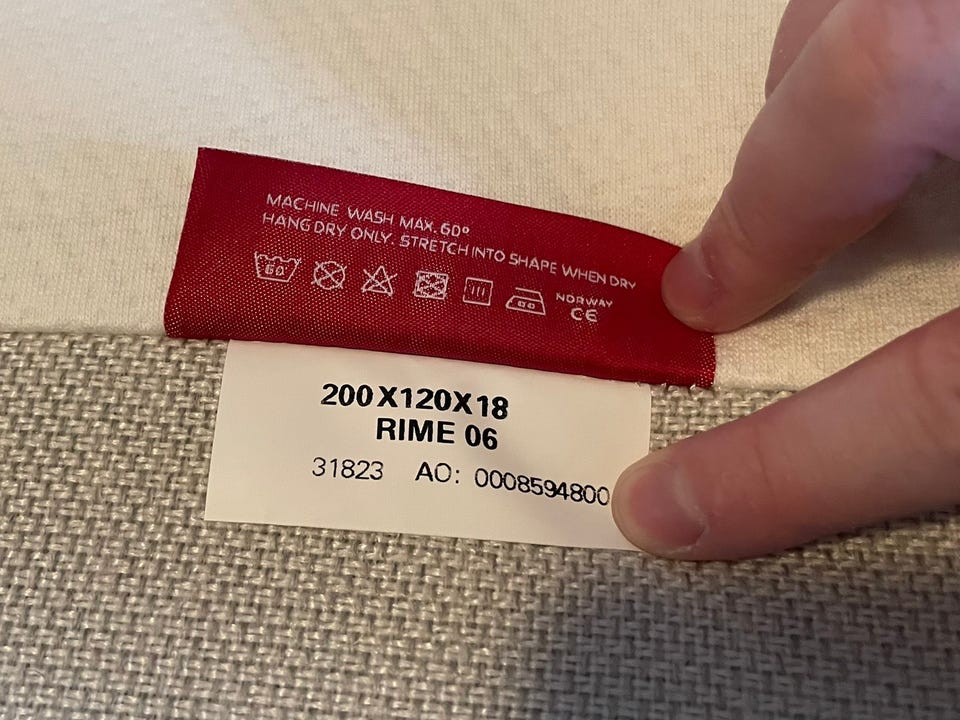 MACHINE WASH MAX. 60°
HANG DRY ONLY. STRETCH INTO SHAPE WHEN DRY
60°
NORWAY
CE
200X120X18
RIME 06
31823 AO: 0008594800